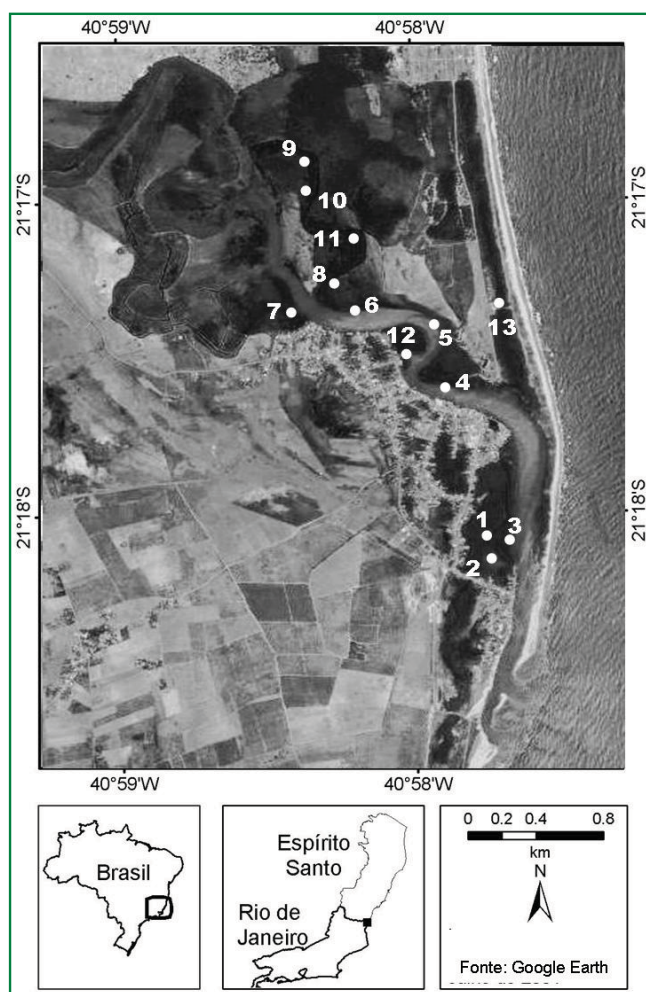 40°59'W 40°58'W
21°17'S 21°17'S
9
10
11
8
6
7
5
13
12
4
21°18'S 21°18'S
1
3
2
40°59'W 40°58'W
Brasil
Espírito
Santo
Rio de
Janeiro
0 0.2 0.4 0.8
km
N
Fonte: Google Earth